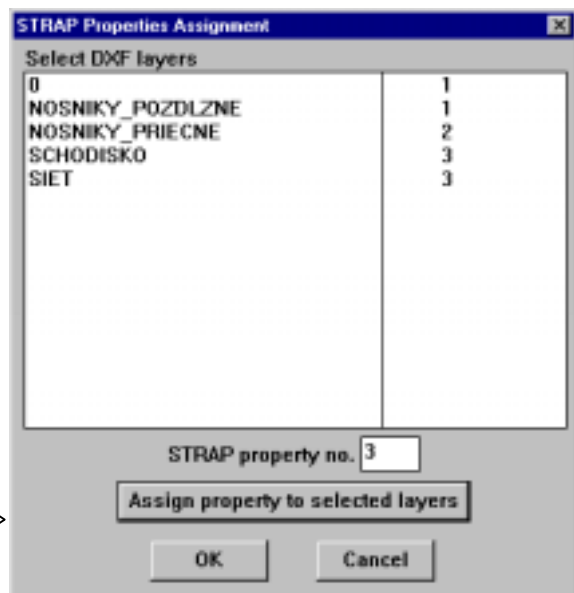 STRAP Properties Assignment
Select DXF layers
0 1
NOSNIKY_POZDLZNE 1
NOSNIKY_PRIECNE 2
SCHODISKO 3
SIET 3
STRAP property no. 3
Assign property to selected layers
OK Cancel